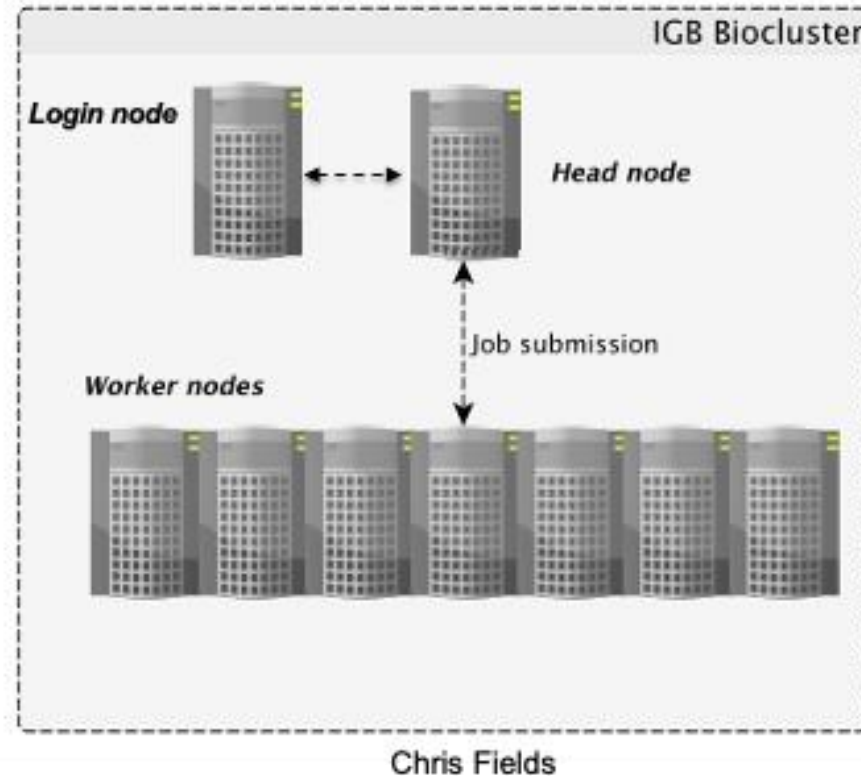 IGB Biocluster
Login node
Head node
Job submission
Worker nodes
Chris Fields